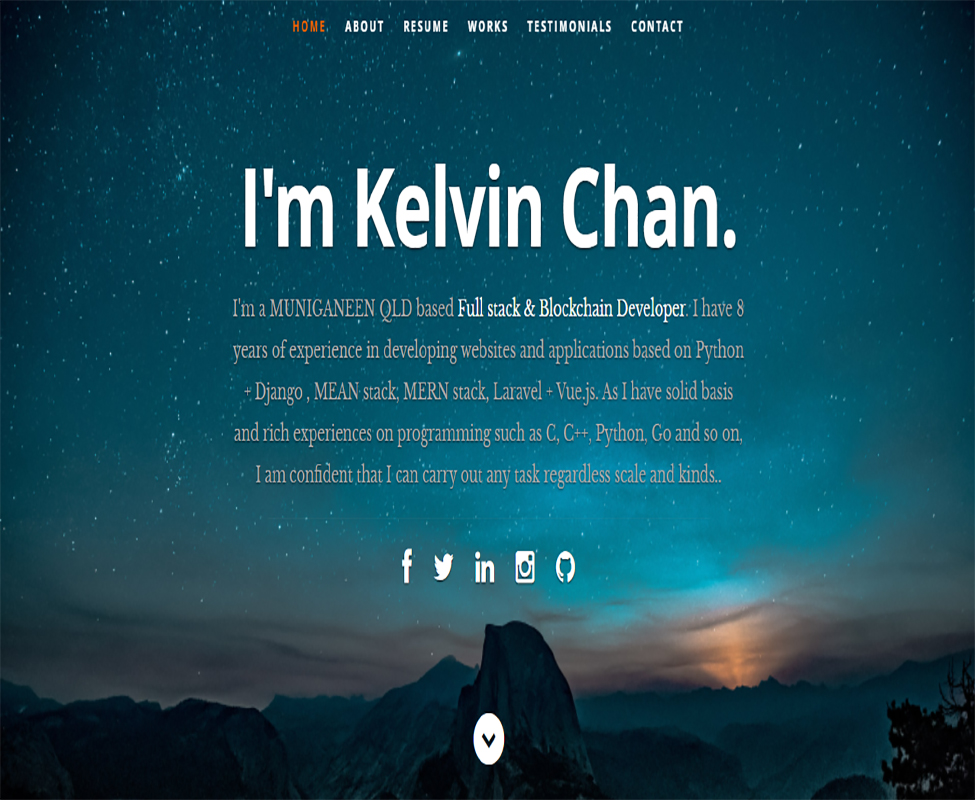 HOME ABOUT RESUME WORKS TESTIMONIALS CONTACT
I'm Kelvin Chan.
I'm a MUNIGANEEN QLD based Full stack & Blockchain Developer. I have 8
years of experience in developing websites and applications based on Python
+ Django , MEAN stack, MERN stack, Laravel + Vue.js. As I have solid basis
and rich experiences on programming such as C, C++, Python, Go and so on,
I am confident that I can carry out any task regardless scale and kinds..